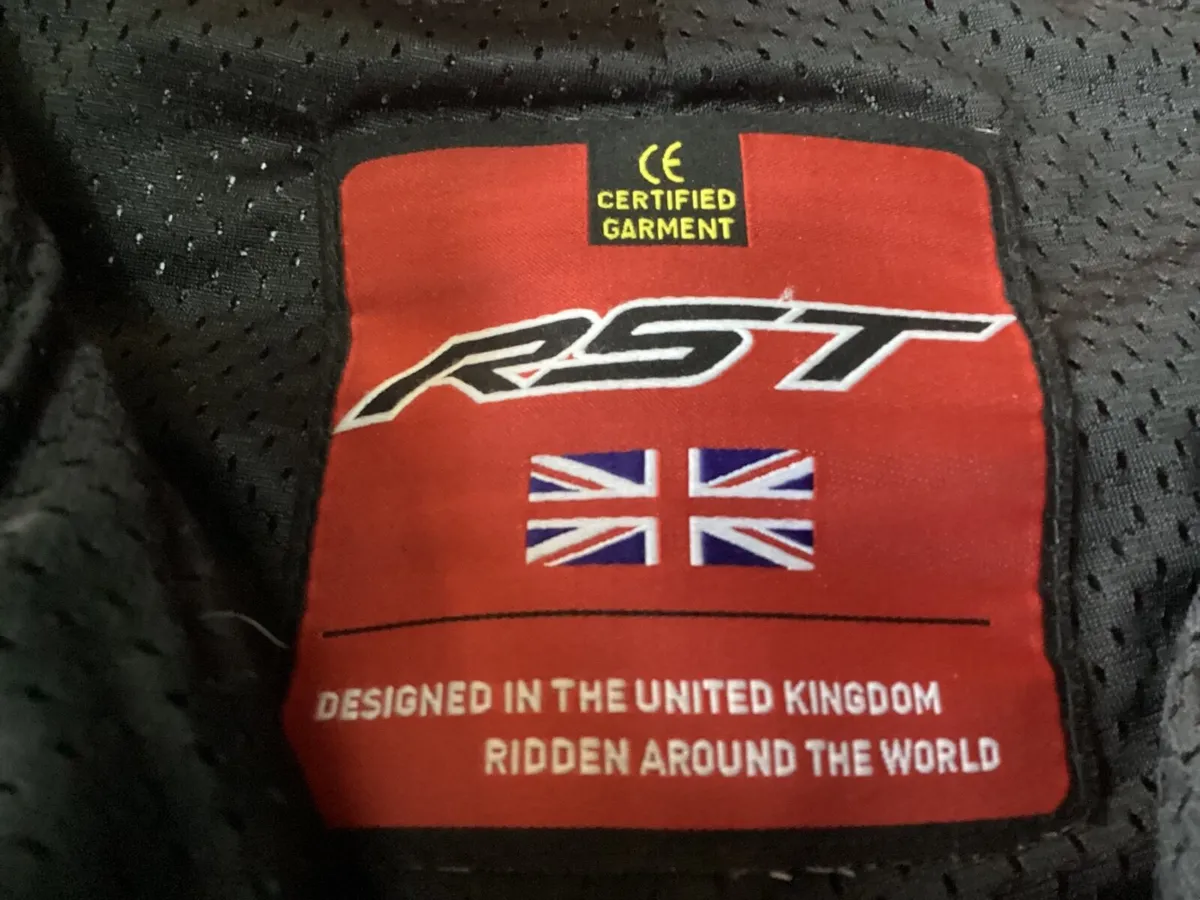 CE
CERTIFIED
GARMENT
RST
DESIGNED IN THE UNITED KINGDOM
RIDDEN AROUND THE WORLD